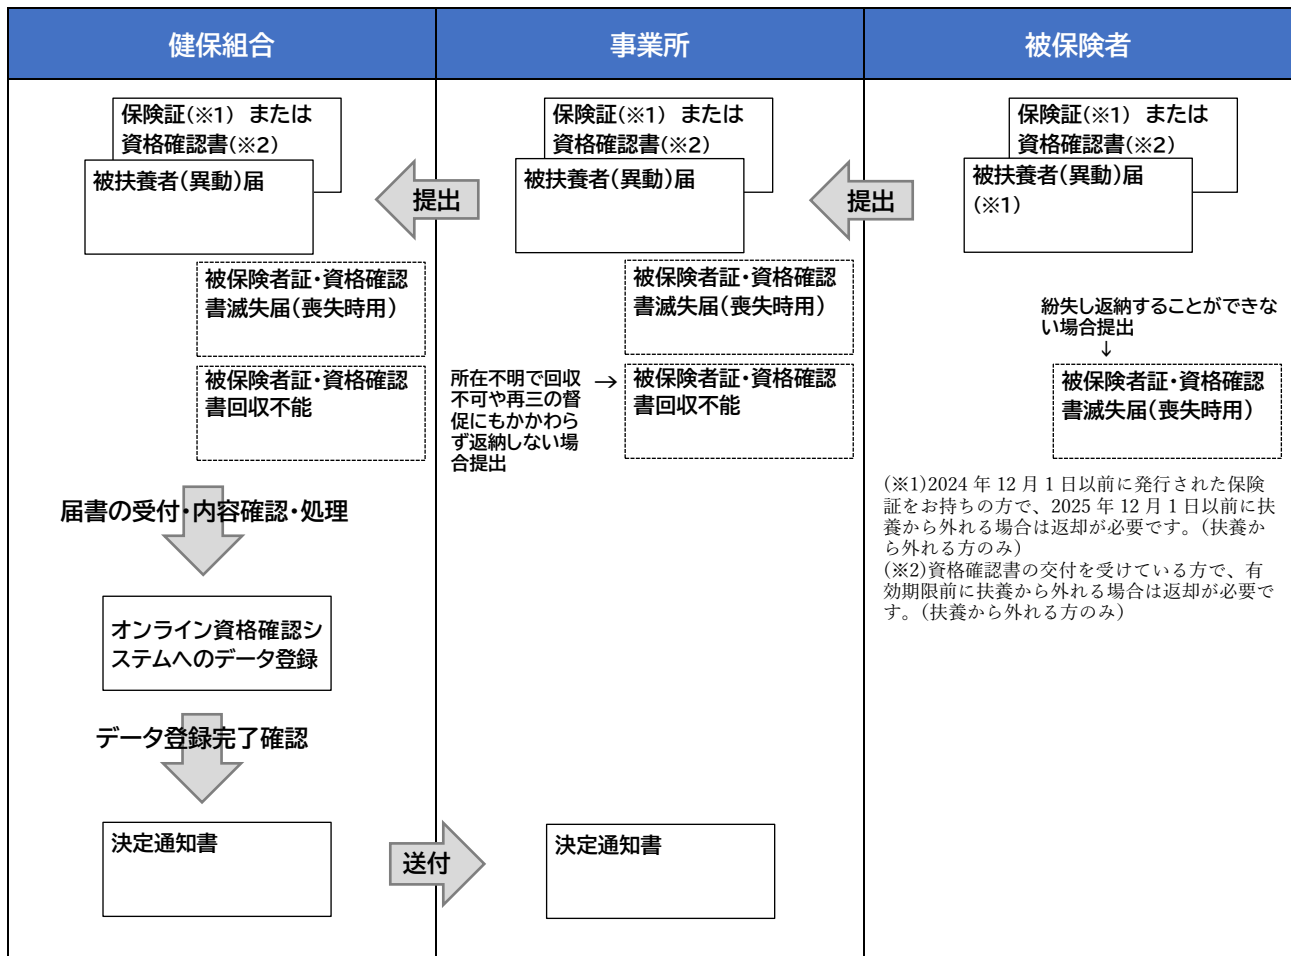 健保組合
事業所
被保険者
保険証(※1) または
資格確認書(※2)
被扶養者(異動)届
提出
保険証(※1) または
資格確認書(※2)
被扶養者(異動)届
提出
保険証(※1) または
資格確認書(※2)
被扶養者(異動)届
(※1)
被保険者証・資格確認
書滅失届(喪失時用)
被保険者証・資格確認
書滅失届(喪失時用)
紛失し返納することができな
い場合提出
↓
被保険者証・資格確認
書滅失届(喪失時用)
被保険者証・資格確認
書回収不能
所在不明で回収
不可や再三の督
促にもかかわら
ず返納しない場
合提出
→
被保険者証・資格確認
書回収不能
(※1)2024 年 12 月 1 日以前に発行された保険
証をお持ちの方で、2025 年 12 月 1 日以前に扶
養から外れる場合は返却が必要です。(扶養か
ら外れる方のみ)
(※2)資格確認書の交付を受けている方で、有
効期限前に扶養から外れる場合は返却が必要で
す。(扶養から外れる方のみ)
届書の受付・内容確認・処理
オンライン資格確認シ
ステムへのデータ登録
データ登録完了確認
決定通知書
送付
決定通知書